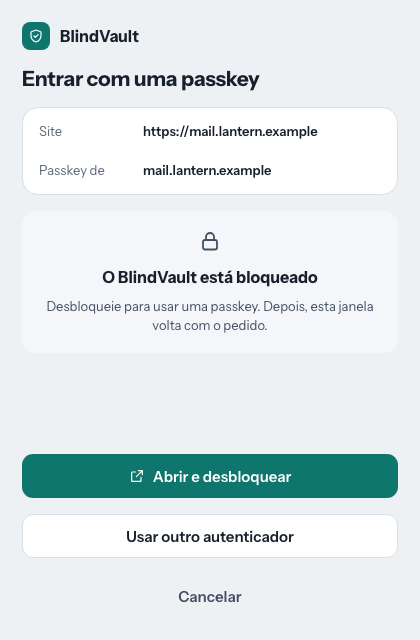 BlindVault
Entrar com uma passkey
Site https://mail.lantern.example
Passkey de mail.lantern.example
O BlindVault está bloqueado
Desbloqueie para usar uma passkey. Depois, esta janela
volta com o pedido.
Abrir e desbloquear
Usar outro autenticador
Cancelar